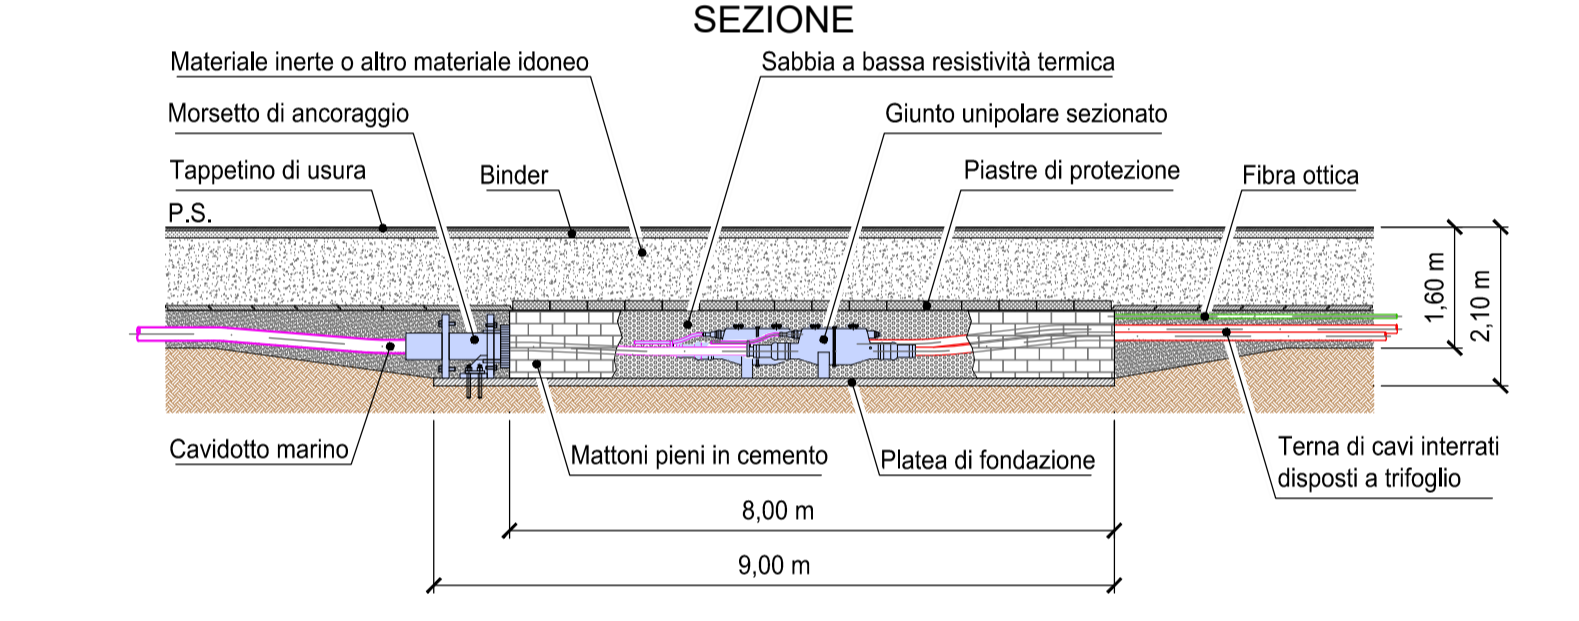 SEZIONE
Materiale inerte o altro materiale idoneo
Sabbia a bassa resistività termica
Morsetto di ancoraggio
Giunto unipolare sezionato
Tappetino di usura
Binder
Piastre di protezione
Fibra ottica
P.S.
1,60 m
2,10 m
Cavidotto marino
Mattoni pieni in cemento
Platea di fondazione
Terna di cavi interrati
disposti a trifoglio
8,00 m
9,00 m